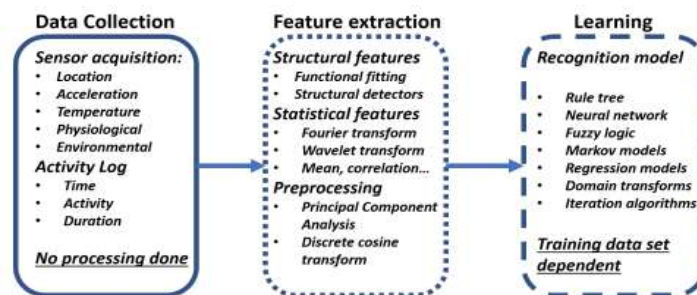 Data Collection
Sensor acquisition:
• Location
• Acceleration
• Temperature
• Physiological
• Environmental
Activity Log
• Time
• Activity
• Duration
No processing done
Feature extraction
Structural features
• Functional fitting
• Structural detectors
Statistical features
• Fourier transform
• Wavelet transform
• Mean, correlation...
Preprocessing
• Principal Component
Analysis
• Discrete cosine
transform
Learning
Recognition model
• Rule tree
• Neural network
• Fuzzy logic
• Markov models
• Regression models
• Domain transforms
• Iteration algorithms
Training data set
dependent